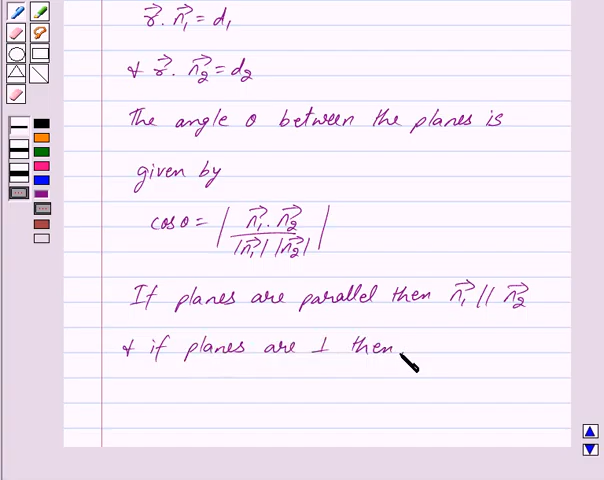 r⃗. n⃗₁ = d₁
& r⃗. n⃗₂ = d₂
The angle θ between the planes is
given by
cos θ = | n⃗₁. n⃗₂ / |n⃗₁| |n⃗₂| |
If planes are parallel then n⃗₁ // n⃗₂
& if planes are ⊥ then